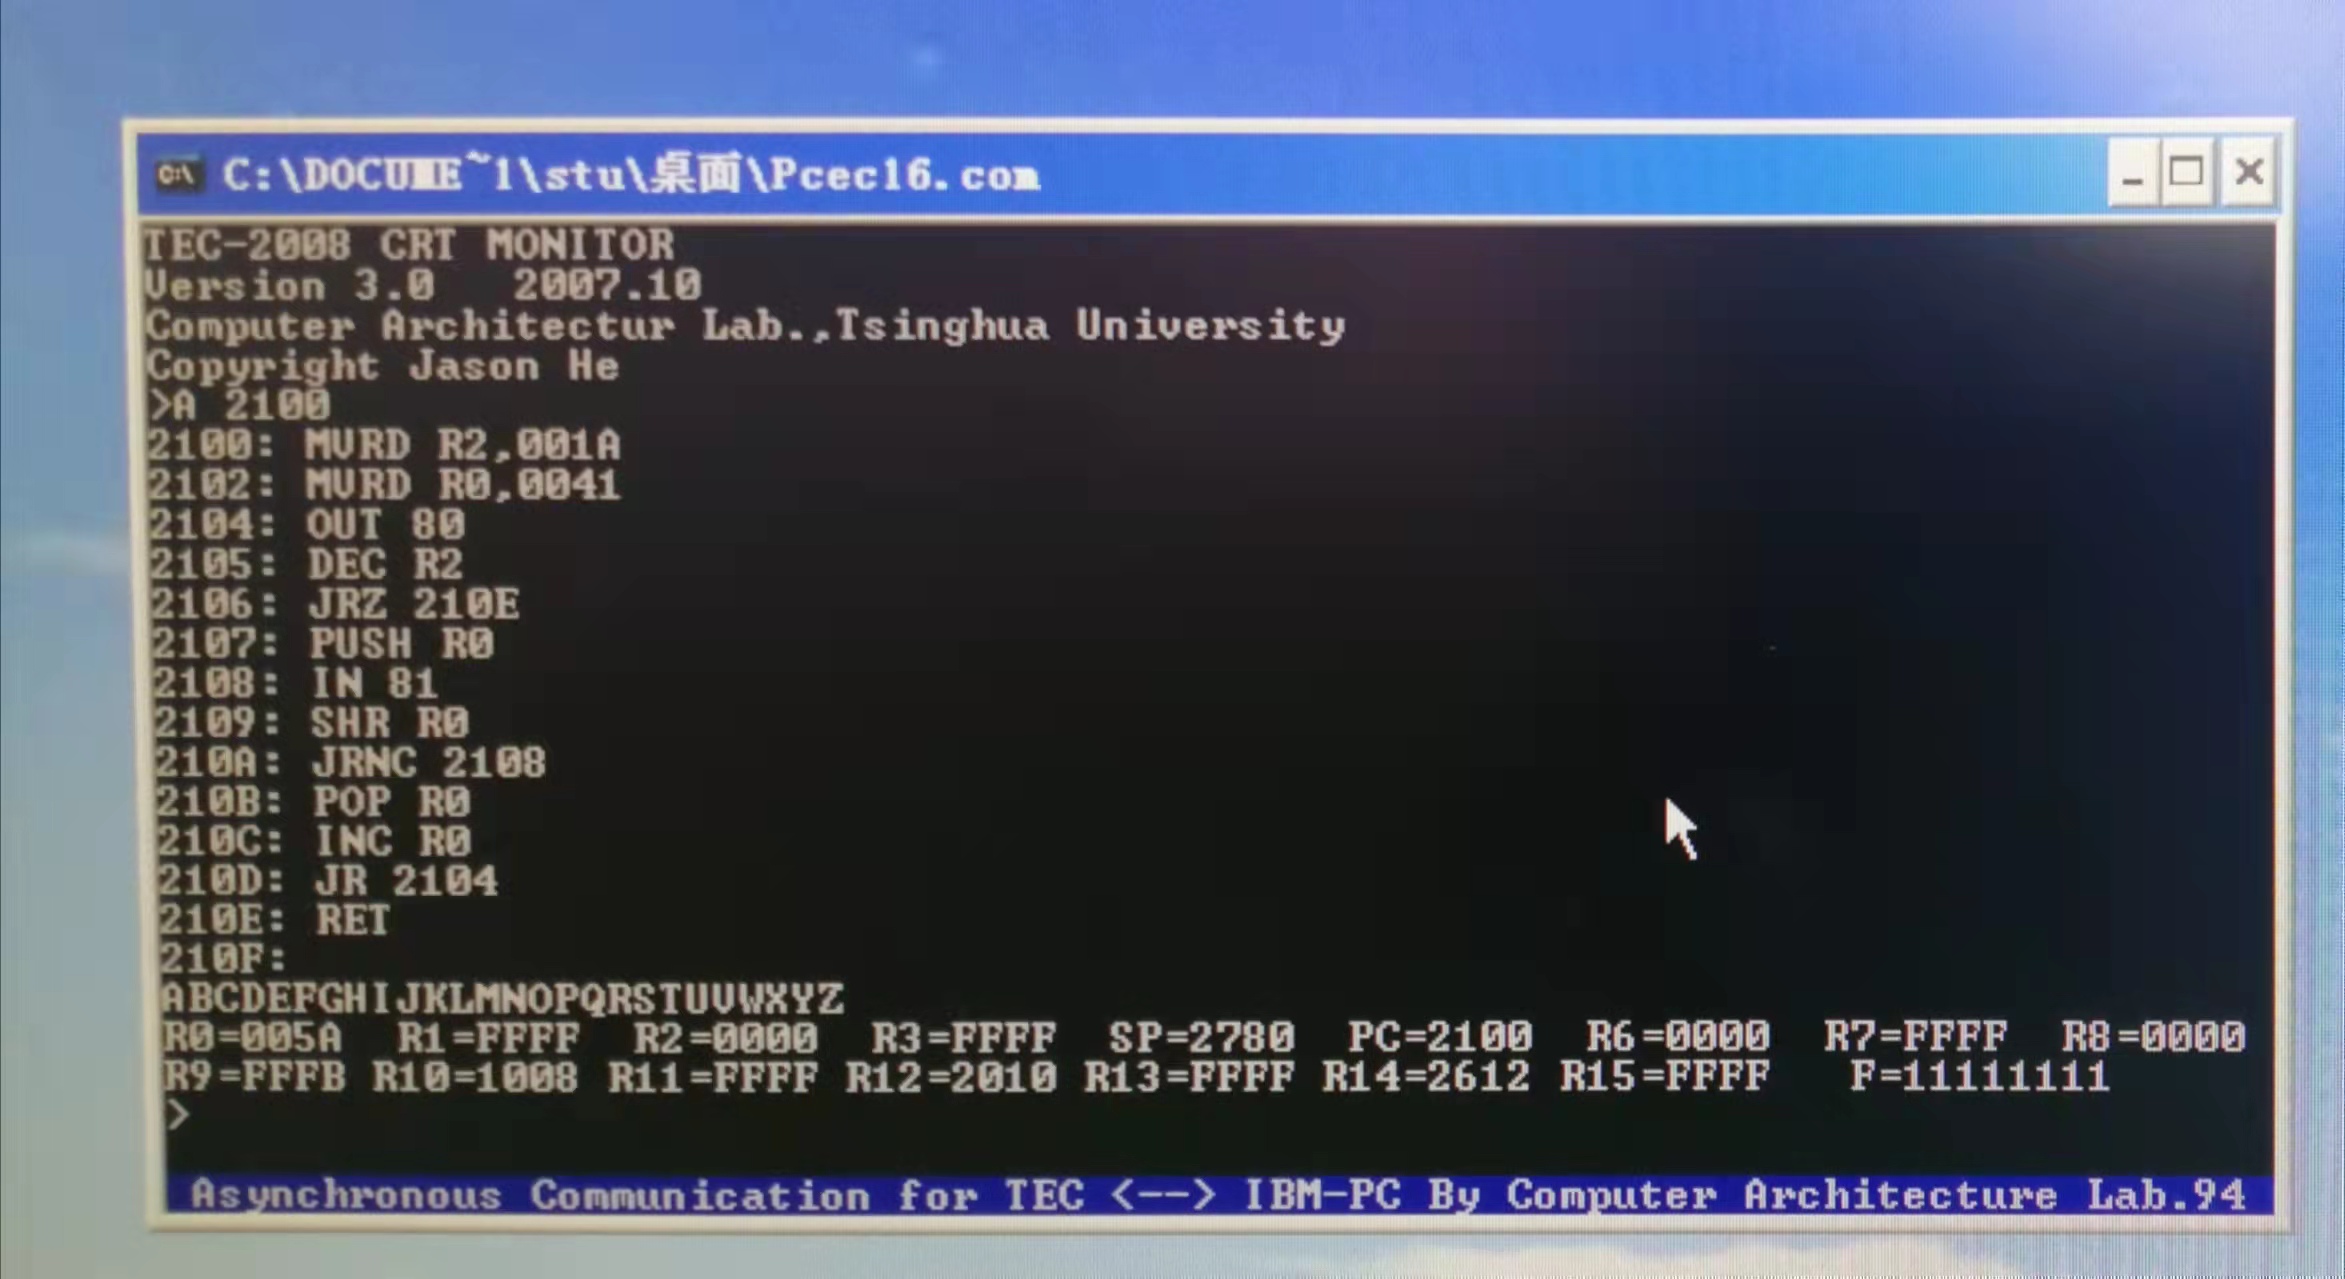 C:\DOCUME~1\stu\桌面\Pcec16.com
TEC-2008 CRT MONITOR
Version 3.0   2007.10
Computer Architectur Lab.,Tsinghua University
Copyright Jason He
>A 2100
2100: MVRD R2,001A
2102: MVRD R0,0041
2104: OUT 80
2105: DEC R2
2106: JRZ 210E
2107: PUSH R0
2108: IN 81
2109: SHR R0
210A: JRNC 2108
210B: POP R0
210C: INC R0
210D: JR 2104
210E: RET
210F:
ABCDEFGHIJKLMNOPQRSTUVWXYZ
R0=005A  R1=FFFF  R2=0000  R3=FFFF  SP=2780  PC=2100  R6=0000  R7=FFFF  R8=0000
R9=FFFB R10=1008 R11=FFFF R12=2010 R13=FFFF R14=2612 R15=FFFF   F=11111111
>
Asynchronous Communication for TEC <--> IBM-PC By Computer Architecture Lab.94